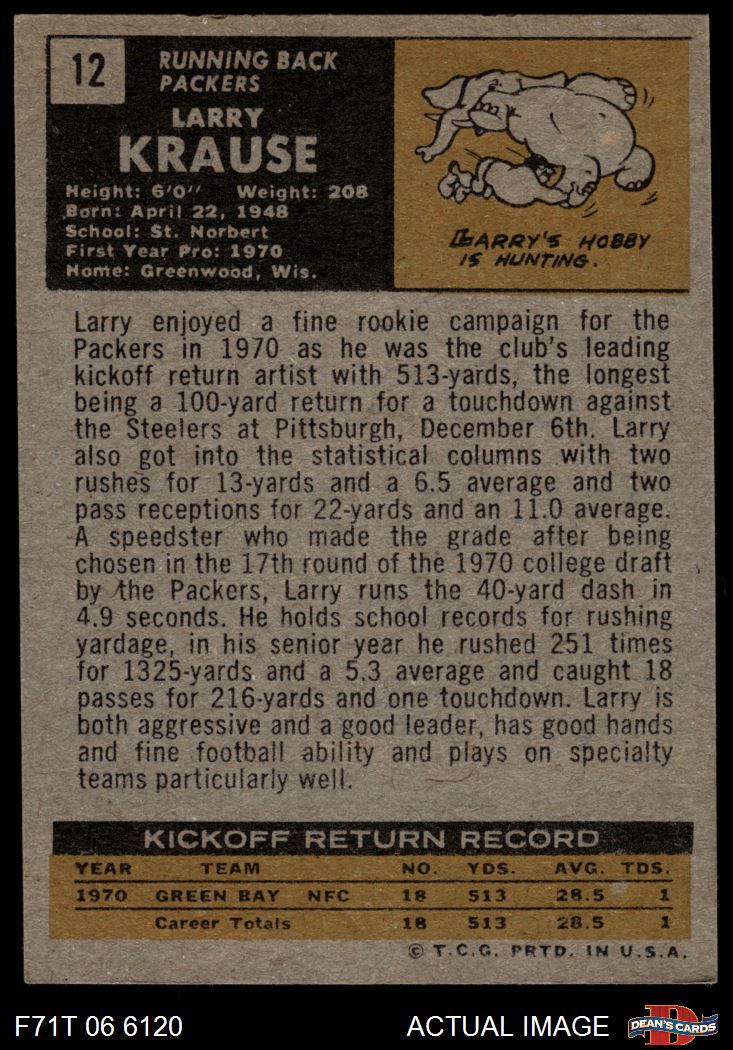 12
RUNNING BACK
PACKERS
LARRY
KRAUSE
Height: 6'0" Weight: 208
Born: April 22, 1948
School: St. Norbert
First Year Pro: 1970
Home: Greenwood, Wis.
LARRY'S HOBBY
IS HUNTING.
Larry enjoyed a fine rookie campaign for the
Packers in 1970 as he was the club's leading
kickoff return artist with 513-yards, the longest
being a 100-yard return for a touchdown against
the Steelers at Pittsburgh, December 6th. Larry
also got into the statistical columns with two
rushes for 13-yards and a 6.5 average and two
pass receptions for 22-yards and an 11.0 average.
A speedster who made the grade after being
chosen in the 17th round of the 1970 college draft
by the Packers, Larry runs the 40-yard dash in
4.9 seconds. He holds school records for rushing
yardage, in his senior year he rushed 251 times
for 1325-yards and a 5.3 average and caught 18
passes for 216-yards and one touchdown. Larry is
both aggressive and a good leader, has good hands
and fine football ability and plays on specialty
teams particularly well.
KICKOFF RETURN RECORD
YEAR TEAM NO. YDS. AVG. TDS.
1970 GREEN BAY NFC 18 513 28.5 1
Career Totals 18 513 28.5 1
© T.C.G. PRTD. IN U.S.A.
F71T 06 6120 ACTUAL IMAGE D DEAN'S CARDS